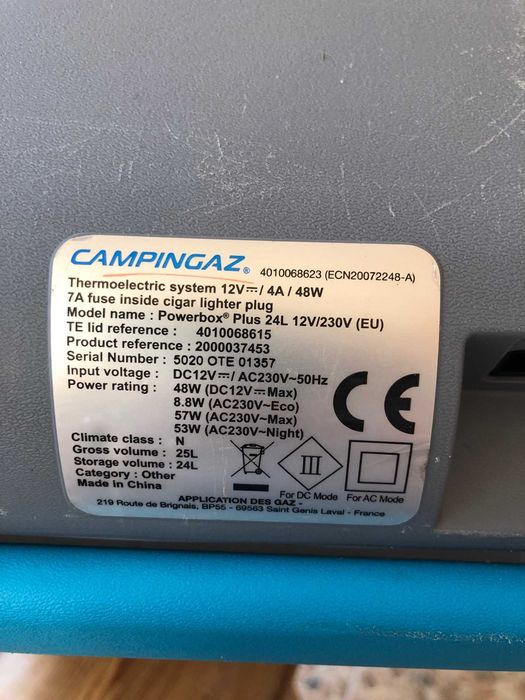 CAMPINGAZ® 4010068623 (ECN20072248-A)
Thermoelectric system 12V⎓/ 4A / 48W
7A fuse inside cigar lighter plug
Model name : Powerbox® Plus 24L 12V/230V (EU)
TE lid reference : 4010068615
Product reference : 2000037453
Serial Number : 5020 OTE 01357
Input voltage : DC12V⎓/ AC230V~50Hz
Power rating : 48W (DC12V⎓Max)
8.8W (AC230V~Eco)
57W (AC230V~Max)
53W (AC230V~Night)
Climate class : N
Gross volume : 25L
Storage volume : 24L
Category : Other
Made in China
CE
III
For DC Mode For AC Mode
APPLICATION DES GAZ -
219 Route de Brignais, BP55 - 69563 Saint Genis Laval - France